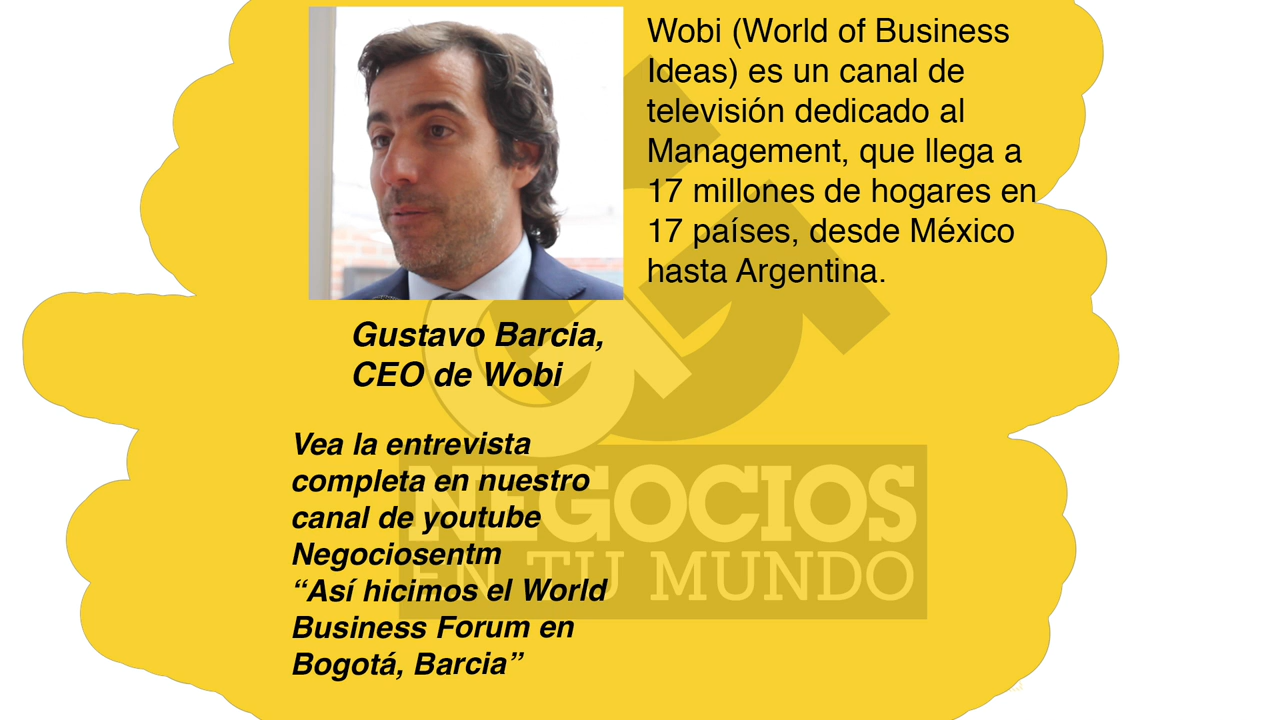 Wobi (World of Business
Ideas) es un canal de
televisión dedicado al
Management, que llega a
17 millones de hogares en
17 países, desde México
hasta Argentina.
Gustavo Barcia,
CEO de Wobi
Vea la entrevista
completa en nuestro
canal de youtube
Negociosentm
“Así hicimos el World
Business Forum en
Bogotá, Barcia”
NEGOCIOS
EN TU MUNDO